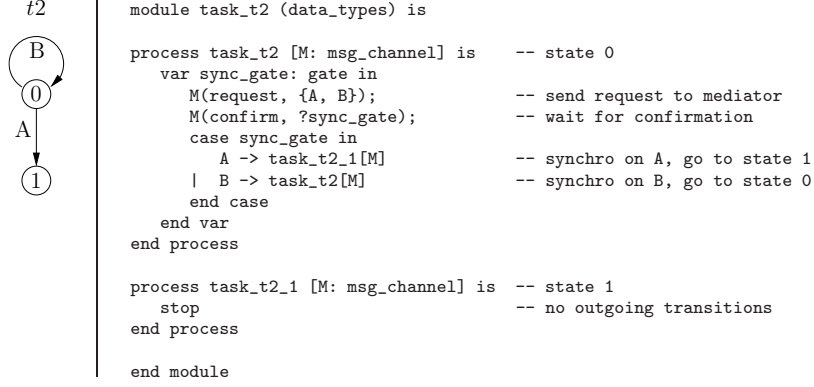 t2
B
0
A
1
module task_t2 (data_types) is
process task_t2 [M: msg_channel] is -- state 0
var sync_gate: gate in
M(request, {A, B}); -- send request to mediator
M(confirm, ?sync_gate); -- wait for confirmation
case sync_gate in
A -> task_t2_1[M] -- synchro on A, go to state 1
| B -> task_t2[M] -- synchro on B, go to state 0
end case
end var
end process
process task_t2_1 [M: msg_channel] is -- state 1
stop -- no outgoing transitions
end process
end module